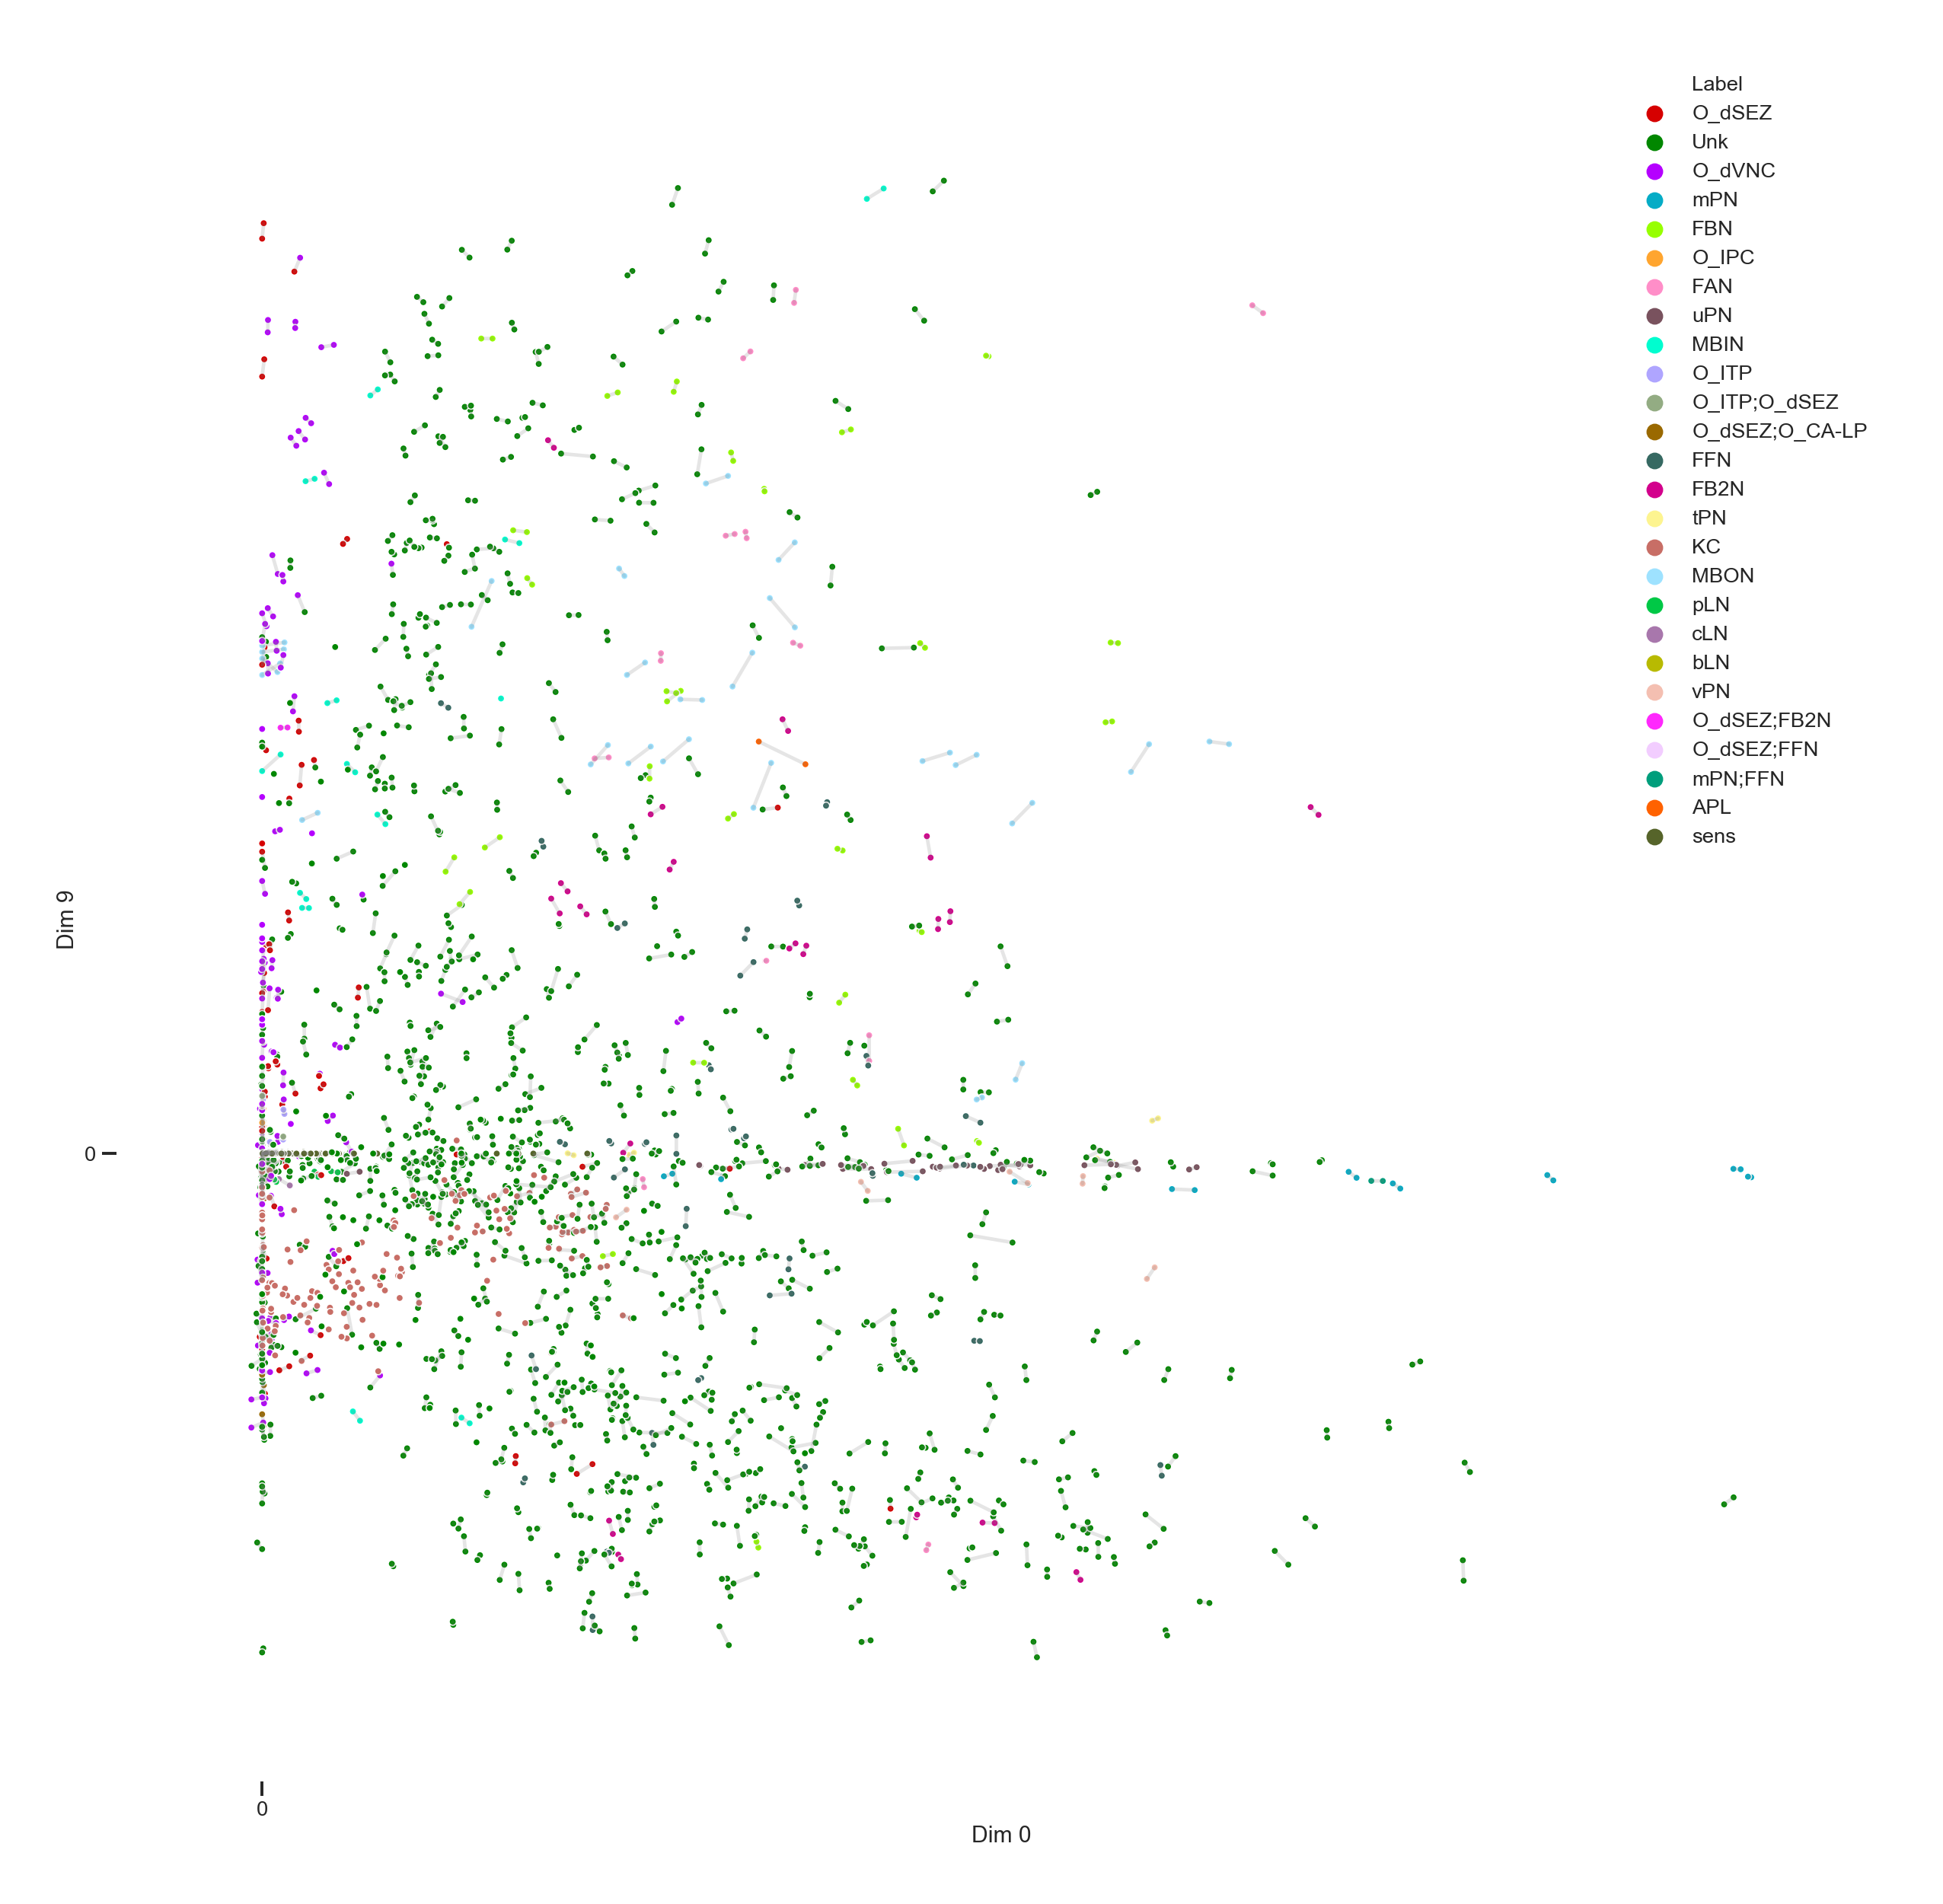 Label
O_dSEZ
Unk
O_dVNC
mPN
FBN
O_IPC
FAN
uPN
MBIN
O_ITP
O_ITP;O_dSEZ
O_dSEZ;O_CA-LP
FFN
FB2N
tPN
KC
MBON
pLN
cLN
bLN
vPN
O_dSEZ;FB2N
O_dSEZ;FFN
mPN;FFN
APL
sens
Dim 9
0
0
Dim 0